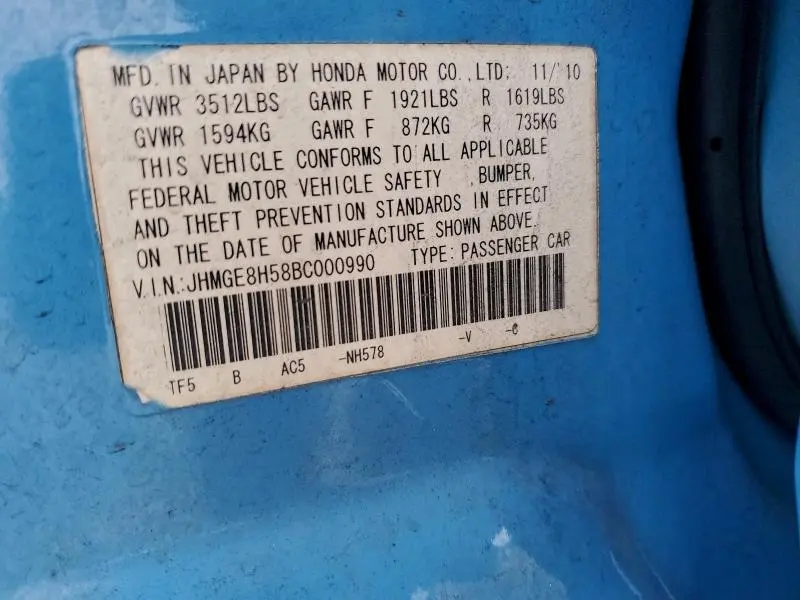 MFD. IN JAPAN BY HONDA MOTOR CO., LTD: 11/ 10
GVWR 3512LBS GAWR F 1921LBS R 1619LBS
GVWR 1594KG GAWR F 872KG R 735KG
THIS VEHICLE CONFORMS TO ALL APPLICABLE
FEDERAL MOTOR VEHICLE SAFETY ,BUMPER,
AND THEFT PREVENTION STANDARDS IN EFFECT
ON THE DATE OF MANUFACTURE SHOWN ABOVE.
V.I.N.:JHMGE8H58BC000990 TYPE: PASSENGER CAR
TF5 B AC5 -NH578 -V -C